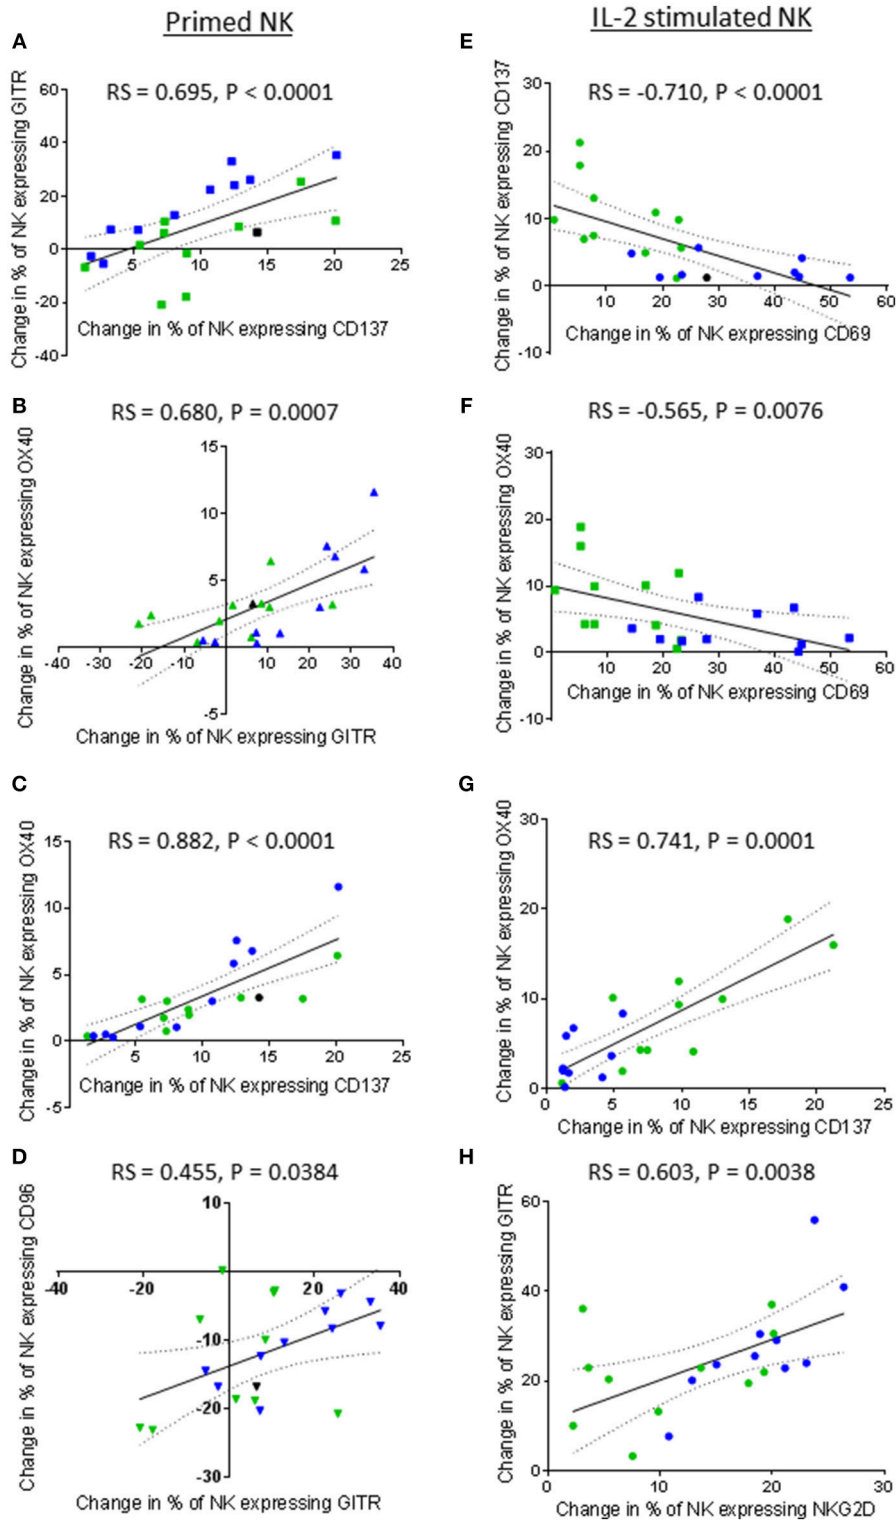 Primed NK
IL-2 stimulated NK
A
RS = 0.695, P < 0.0001
Change in % of NK expressing GITR
60
40
20
0
-20
-40
5
10
15
20
25
Change in % of NK expressing CD137
B
RS = 0.680, P = 0.0007
Change in % of NK expressing OX40
15
10
5
-5
-40
-30
-20
-10
0
10
20
30
40
Change in % of NK expressing GITR
C
RS = 0.882, P < 0.0001
Change in % of NK expressing OX40
15
10
5
0
-5
5
10
15
20
25
Change in % of NK expressing CD137
D
RS = 0.455, P = 0.0384
Change in % of NK expressing CD96
10
-10
-20
-30
-40
-20
20
40
Change in % of NK expressing GITR
E
RS = -0.710, P < 0.0001
Change in % of NK expressing CD137
30
20
10
0
-10
10
20
30
40
50
60
Change in % of NK expressing CD69
F
RS = -0.565, P = 0.0076
Change in % of NK expressing OX40
30
20
10
0
-10
10
20
30
40
50
60
Change in % of NK expressing CD69
G
RS = 0.741, P = 0.0001
Change in % of NK expressing OX40
30
20
10
0
0
5
10
15
20
25
Change in % of NK expressing CD137
H
RS = 0.603, P = 0.0038
Change in % of NK expressing GITR
60
40
20
0
0
10
20
30
Change in % of NK expressing NKG2D